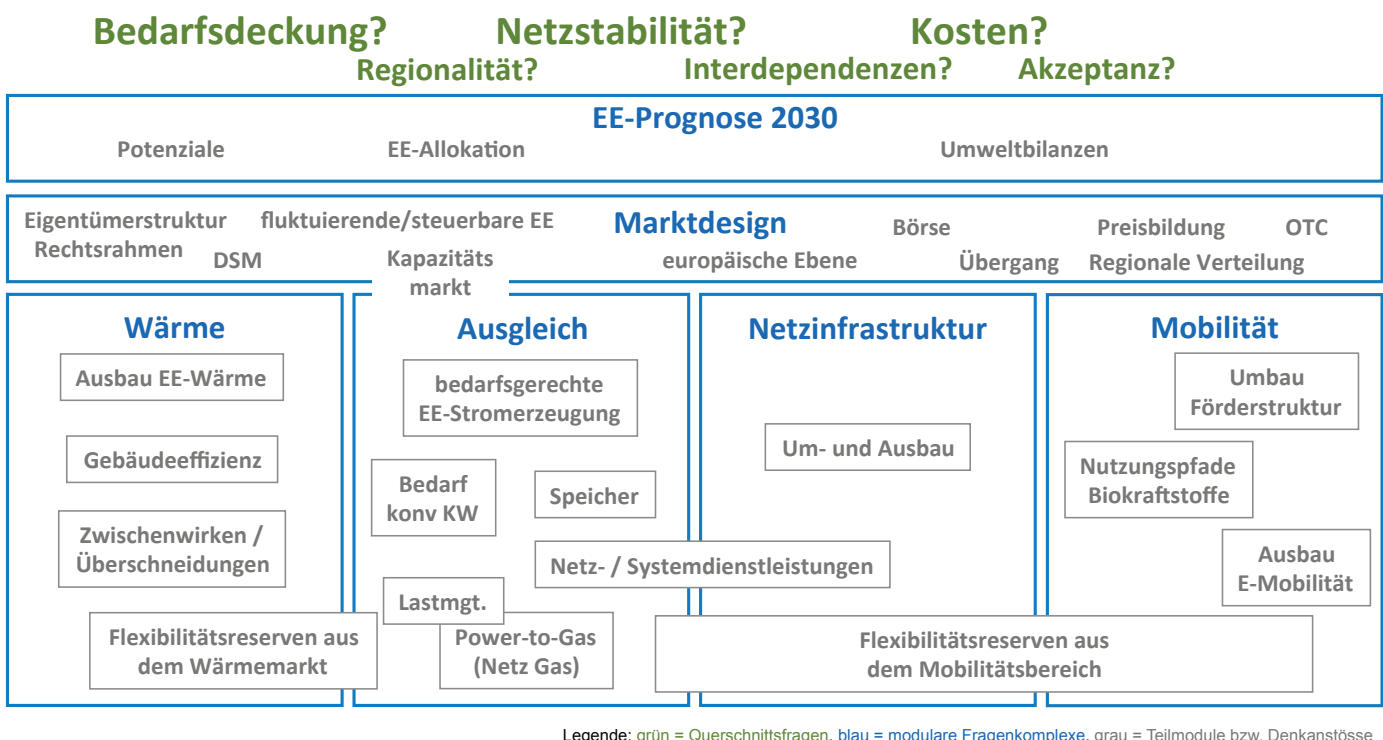 Bedarfsdeckung? Netzstabilität? Kosten?
Regionalität? Interdependenzen? Akzeptanz?
EE-Prognose 2030
Potenziale EE-Allokation Umweltbilanzen
Eigentümerstruktur fluktuierende/steuerbare EE Marktdesign Börse Preisbildung OTC
Rechtsrahmen DSM Kapazitäts europäische Ebene Übergang Regionale Verteilung
markt
Wärme
Ausbau EE-Wärme
Gebäudeeffizienz
Zwischenwirken /
Überschneidungen
Flexibilitätsreserven aus
dem Wärmemarkt
Ausgleich
bedarfsgerechte
EE-Stromerzeugung
Bedarf
konv KW
Speicher
Netz- / Systemdienstleistungen
Lastmgt.
Power-to-Gas
(Netz Gas)
Netzinfrastruktur
Um- und Ausbau
Flexibilitätsreserven aus
dem Mobilitätsbereich
Mobilität
Umbau
Förderstruktur
Nutzungspfade
Biokraftstoffe
Ausbau
E-Mobilität
Legende: grün = Querschnittsfragen, blau = modulare Fragenkomplexe, grau = Teilmodule bzw. Denkanstösse